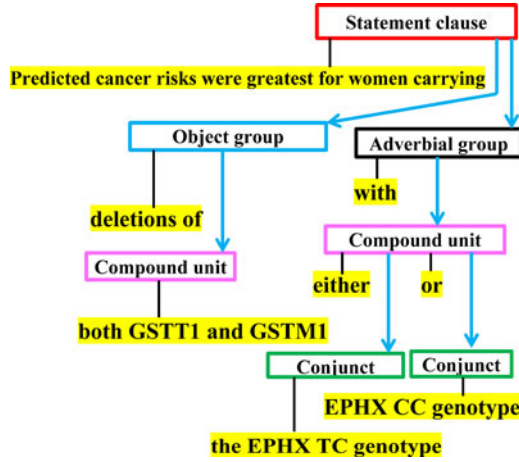 Statement clause
Predicted cancer risks were greatest for women carrying
Object group
Adverbial group
with
deletions of
Compound unit
Compound unit
either
or
both GSTT1 and GSTM1
Conjunct
Conjunct
EPHX CC genotype
the EPHX TC genotype